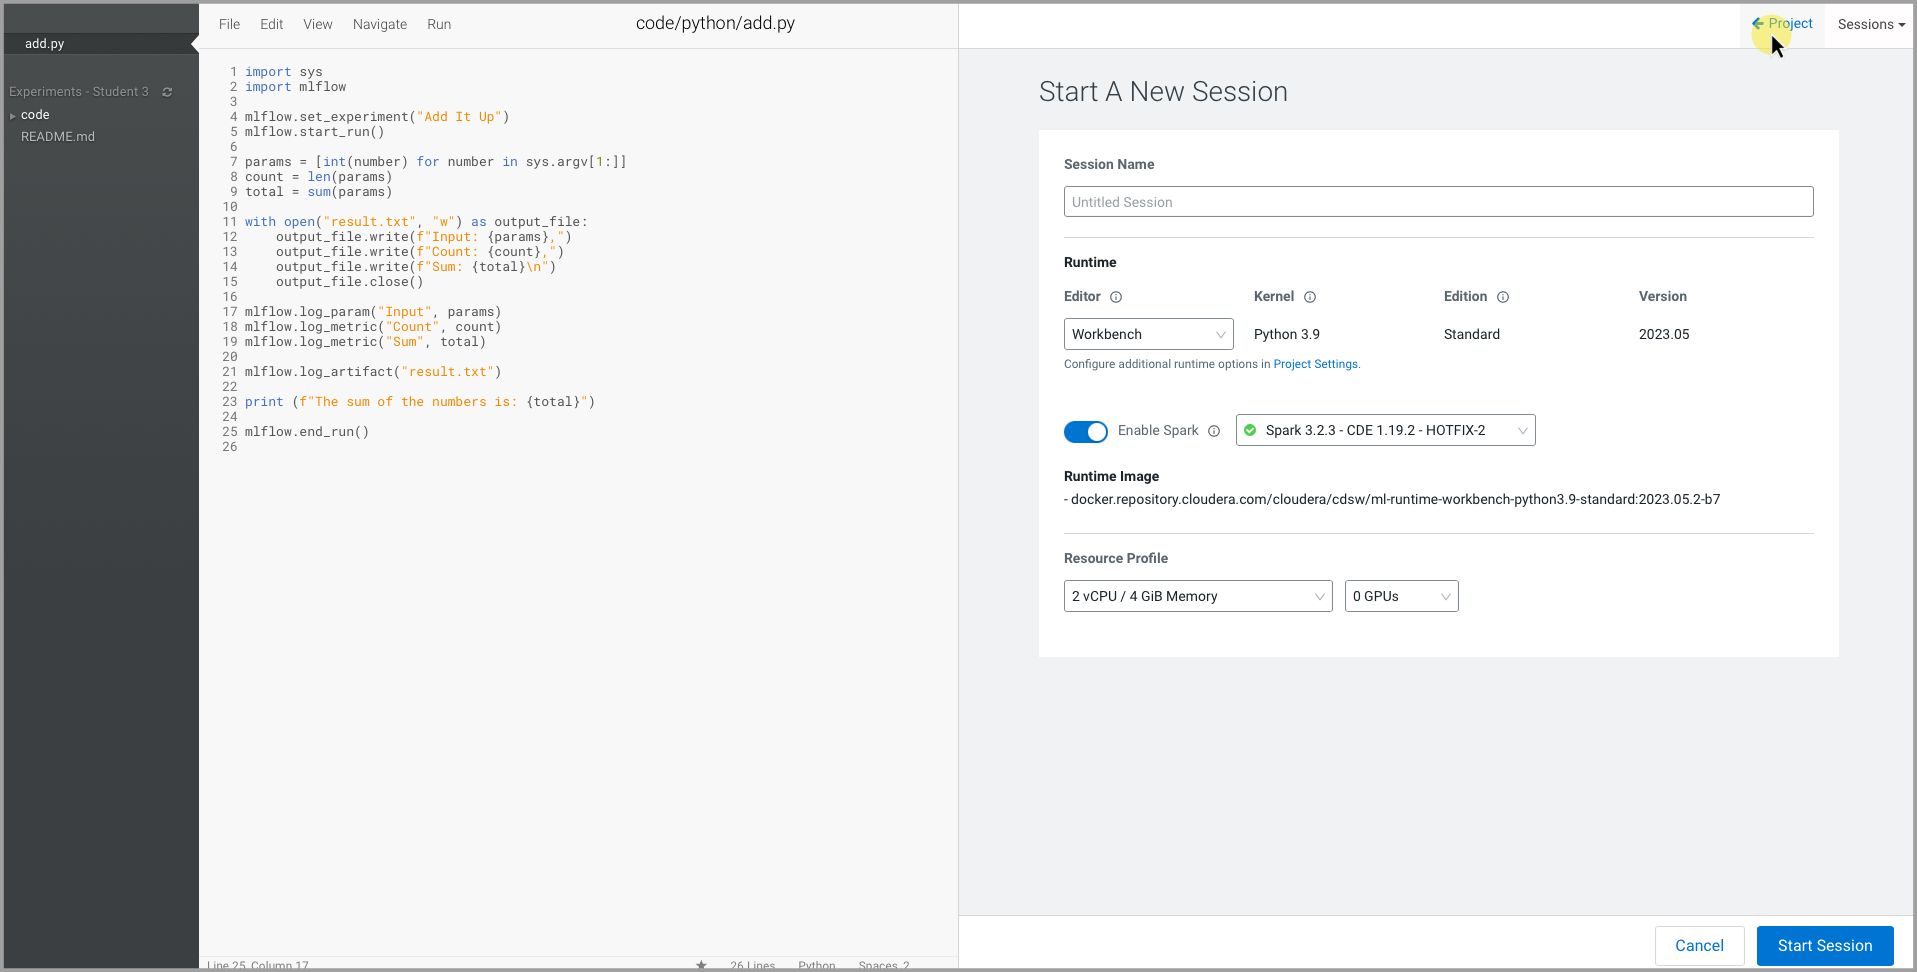 add.py
Experiments - Student 3
code
README.md
File Edit View Navigate Run
code/python/add.py
1 import sys
2 import mlflow
3
4 mlflow.set_experiment("Add It Up")
5 mlflow.start_run()
6
7 params = [int(number) for number in sys.argv[1:]]
8 count = len(params)
9 total = sum(params)
10
11 with open("result.txt", "w") as output_file:
12     output_file.write(f"Input: {params},")
13     output_file.write(f"Count: {count},")
14     output_file.write(f"Sum: {total}\n")
15     output_file.close()
16
17 mlflow.log_param("Input", params)
18 mlflow.log_metric("Count", count)
19 mlflow.log_metric("Sum", total)
20
21 mlflow.log_artifact("result.txt")
22
23 print (f"The sum of the numbers is: {total}")
24
25 mlflow.end_run()
26
Line 25, Column 17 26 Lines Python Spaces 2
Project Sessions
Start A New Session
Session Name
Untitled Session
Runtime
Editor Kernel Edition Version
Workbench Python 3.9 Standard 2023.05
Configure additional runtime options in Project Settings.
Enable Spark Spark 3.2.3 - CDE 1.19.2 - HOTFIX-2
Runtime Image
- docker.repository.cloudera.com/cloudera/cdsw/ml-runtime-workbench-python3.9-standard:2023.05.2-b7
Resource Profile
2 vCPU / 4 GiB Memory 0 GPUs
Cancel Start Session